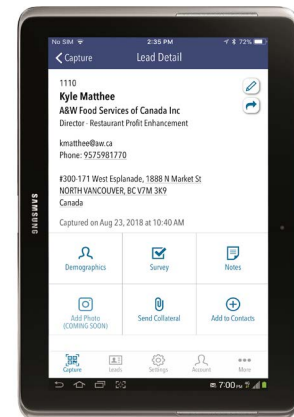 No SIM 2:35 PM 72%
Capture Lead Detail
1110
Kyle Matthee
A&W Food Services of Canada Inc
Director - Restaurant Profit Enhancement
kmatthee@aw.ca
Phone: 9575981770
#300-171 West Esplanade, 1888 N Market St
NORTH VANCOUVER, BC V7M 3K9
Canada
Captured on Aug 23, 2018 at 10:40 AM
Demographics Survey Notes
Add Photo
(COMING SOON) Send Collateral Add to Contacts
Capture Leads Settings Account More
7:00 PM
SAMSUNG